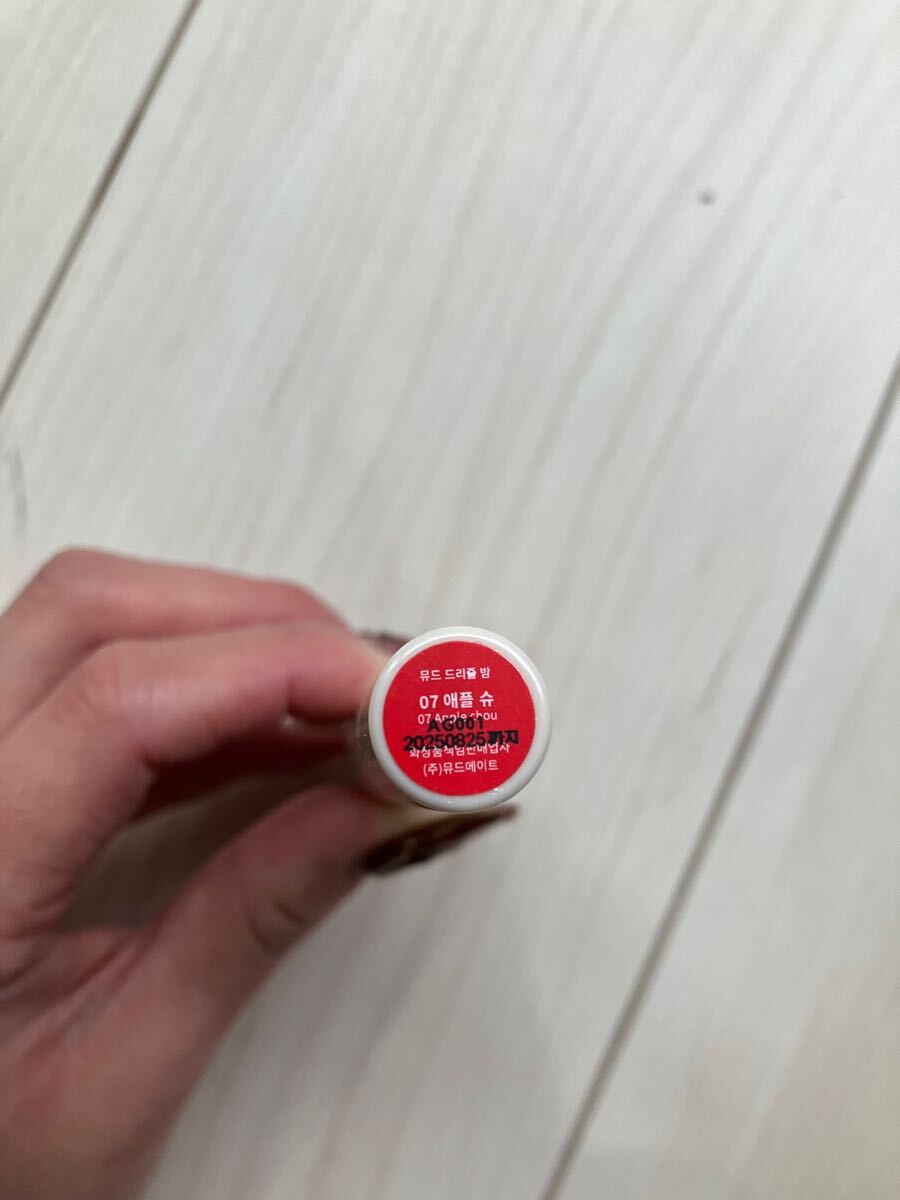 뮤드 드리즐 밤
07 애플 슈
07 Apple chou
AG001
20250825까지
화장품책임판매업자
(주)뮤드메이트